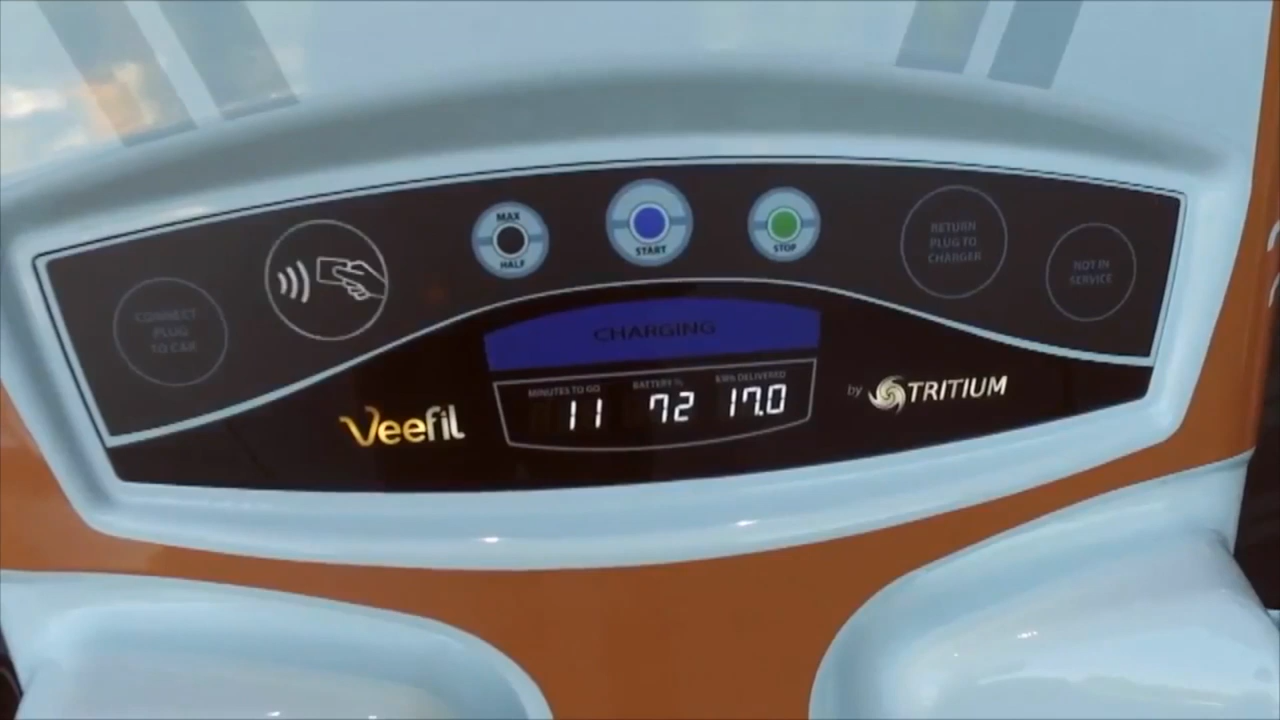 MAX
HALF
START
STOP
RETURN
PLUG TO
CHARGER
NOT IN
SERVICE
CONNECT
PLUG
TO CAR
CHARGING
MINUTES TO GO
BATTERY %
KWh DELIVERED
11
72
17.0
Veefil
by TRITIUM